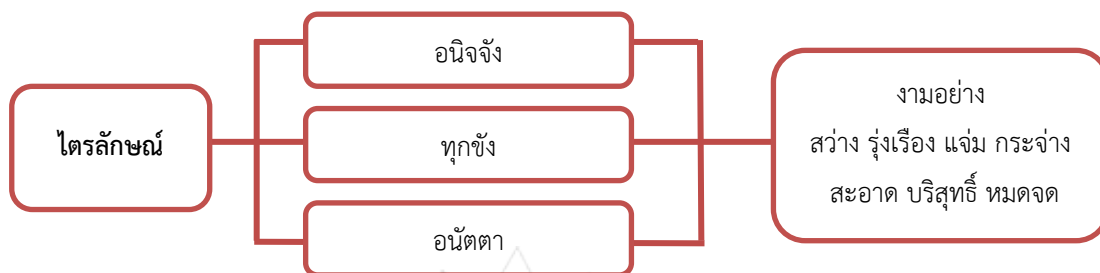 ไตรลักษณ์
อนิจจัง
ทุกขัง
อนัตตา
งามอย่าง
สว่าง รุ่งเรือง แจ่ม กระจ่าง
สะอาด บริสุทธิ์ หมดจด